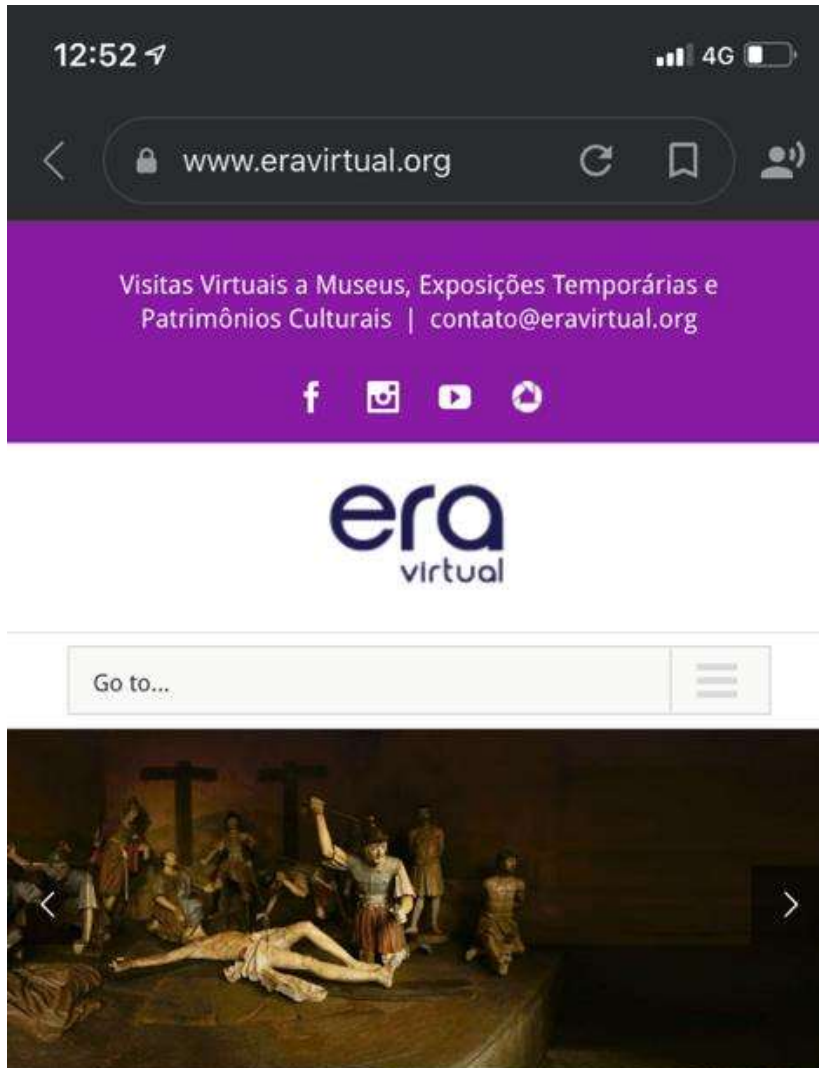 12:52
4G
www.eravirtual.org
Visitas Virtuais a Museus, Exposições Temporárias e
Patrimônios Culturais | contato@eravirtual.org
era
virtual
Go to...